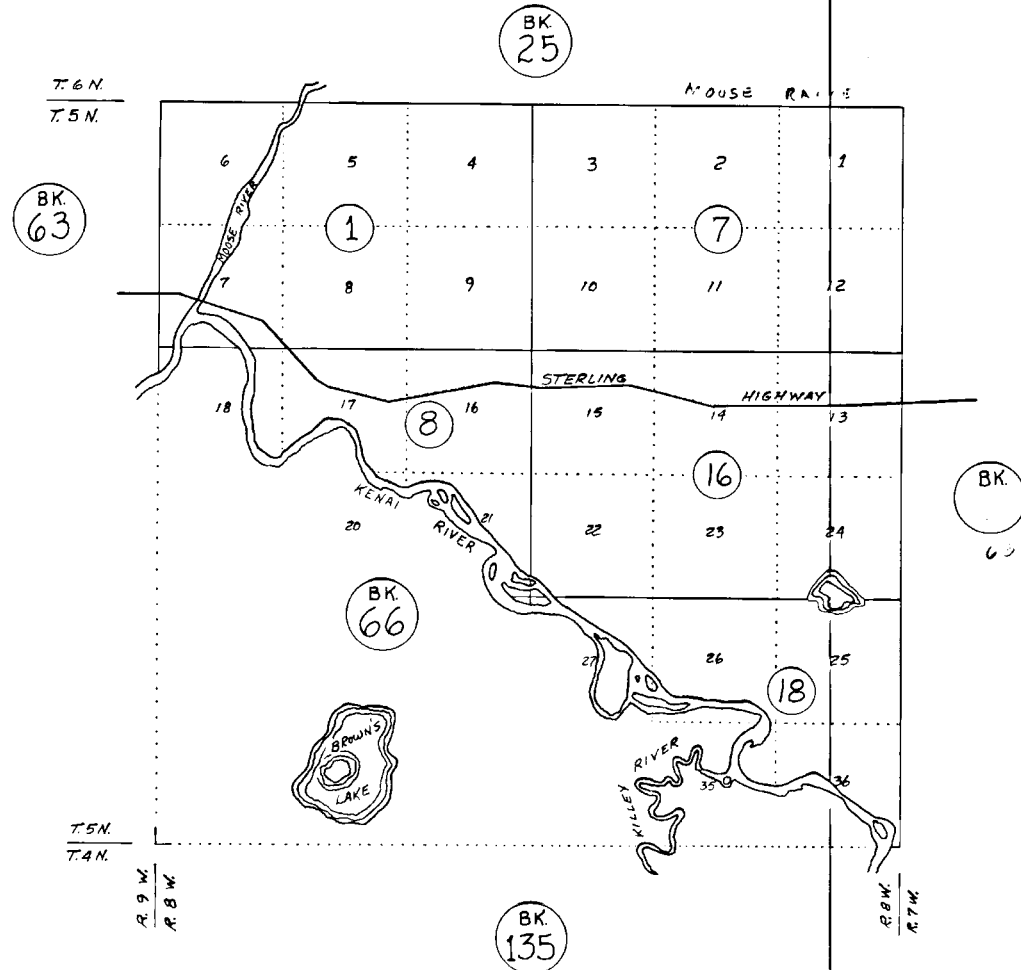 BK.
25
T. 6 N.
T. 5 N.
MOOSE
6 5 4 3 2 1
BK.
63
MOOSE RIVER
1 7
7 8 9 10 11 12
STERLING
HIGHWAY
18 17 16 15 14 13
8
16
BK.
KENAI
RIVER
20 21 22 23 24
BK.
66
27 26 25
18
BROWN'S
LAKE
KILLEY RIVER
35 36
T. 5 N.
T. 4 N.
R. 9 W.
R. 8 W.
R. 8 W.
R. 7 W.
BK.
135